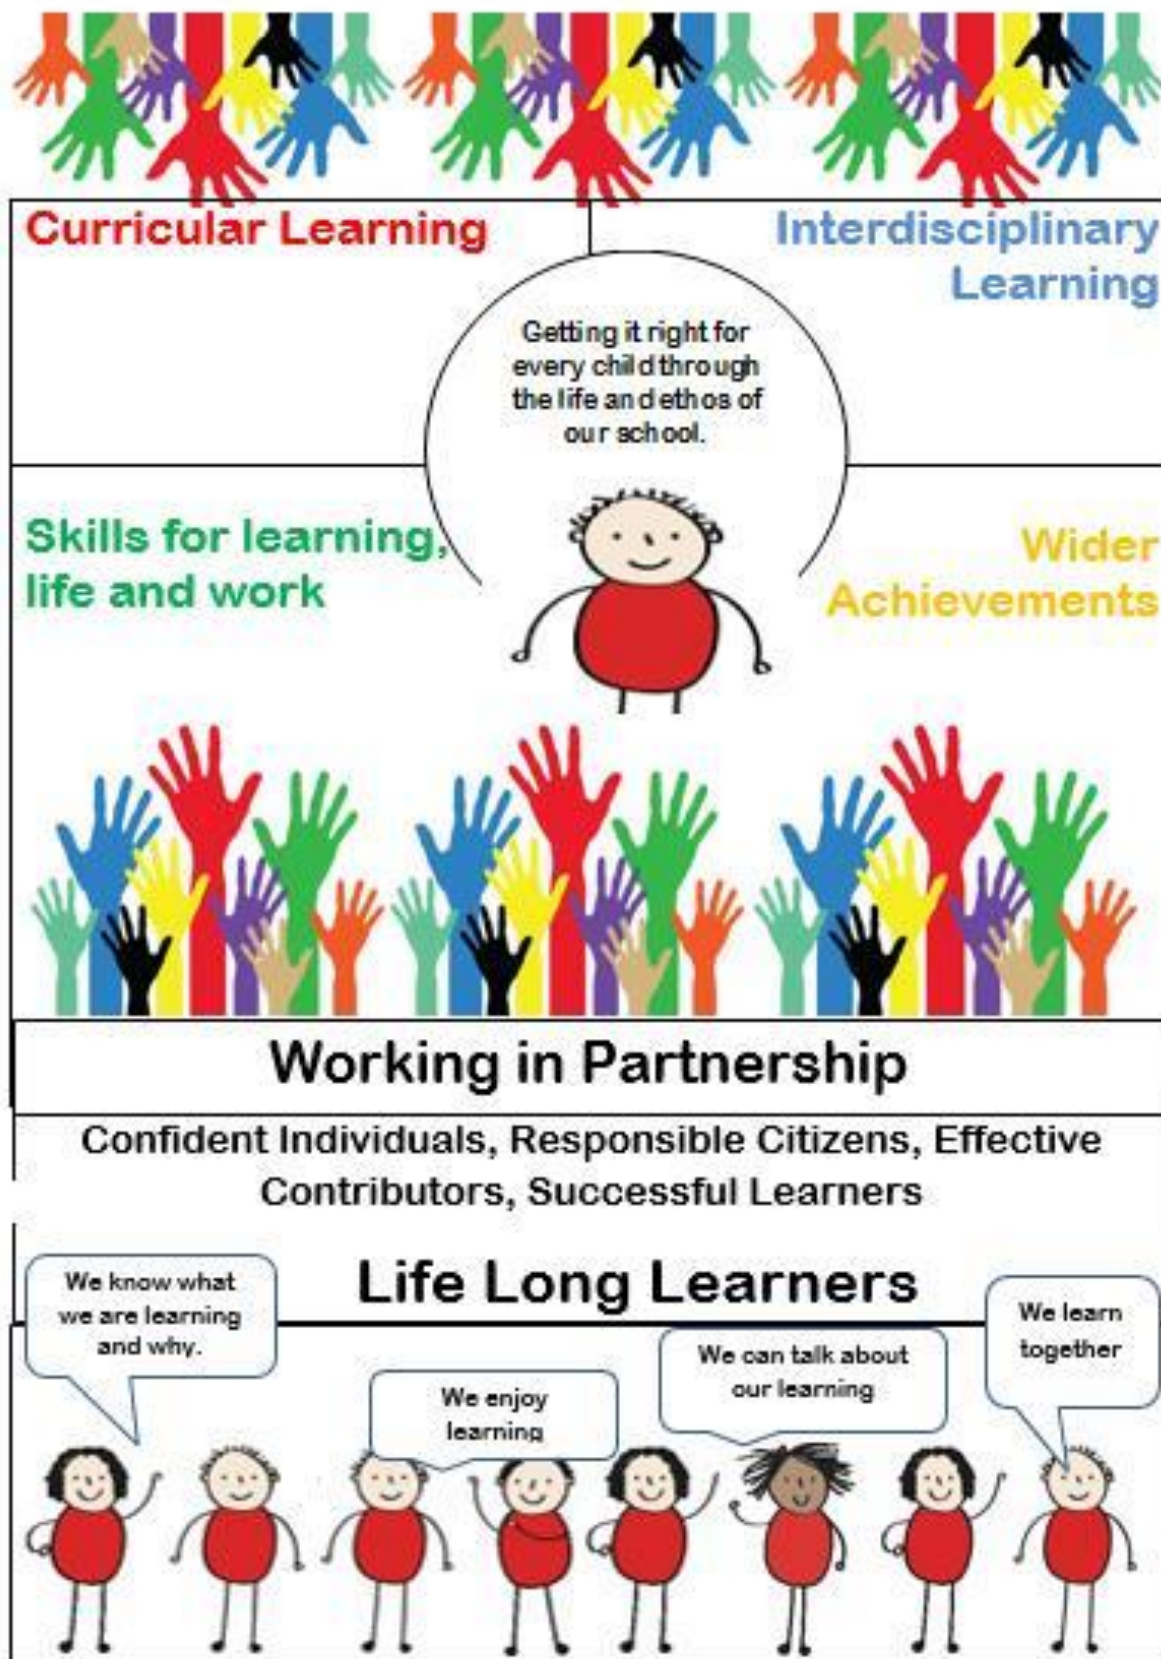 Curricular Learning
Interdisciplinary
Learning
Getting it right for
every child through
the life and ethos of
our school.
Skills for learning,
life and work
Wider
Achievements
Working in Partnership
Confident Individuals, Responsible Citizens, Effective
Contributors, Successful Learners
Life Long Learners
We know what
we are learning
and why.
We enjoy
learning
We can talk about
our learning
We learn
together